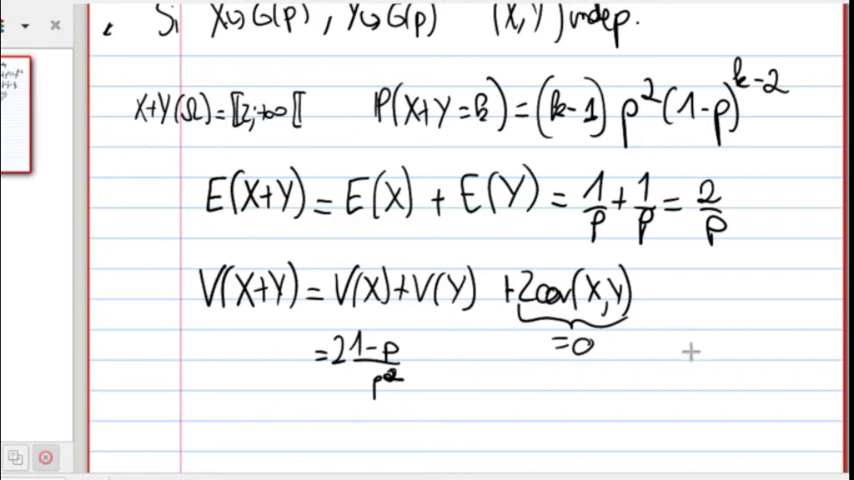 • Si X↪G(p), Y↪G(p) (X,Y) indep.
X+Y(Ω)=⟦2;+∞⟦ P(X+Y=k)=(k-1) p²(1-p)^{k-2}
E(X+Y)=E(X)+E(Y)=1/p+1/p=2/p
V(X+Y)=V(X)+V(Y) +2cov(X,Y)
=2 (1-p)/p² =0